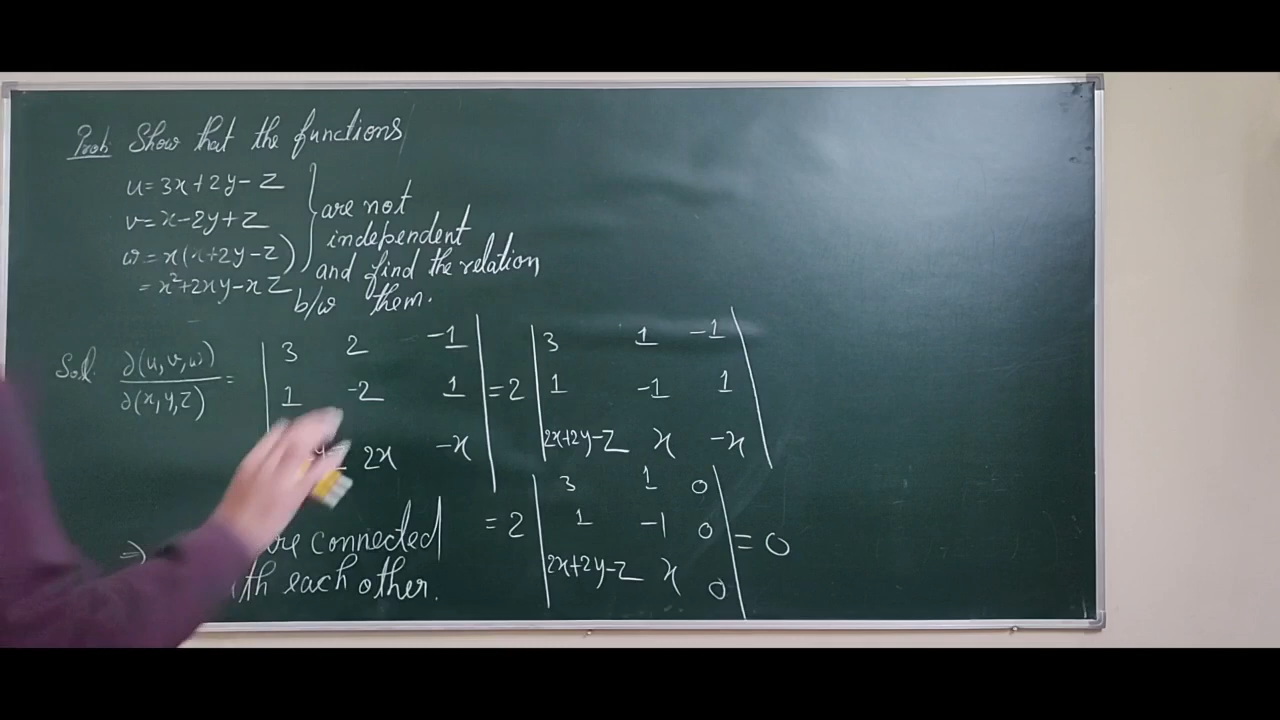 Prob. Show that the functions
u=3x+2y-z
v=x-2y+z
w=x(x+2y-z)
=x²+2xy-xz
} are not
independent
and find the relation
b/w them.
Sol. ∂(u,v,w)/∂(x,y,z) = | 3 2 -1 | = 2 | 3 1 -1 |
| 1 -2 1 | | 1 -1 1 |
2x -x | | 2x+2y-z x -x |
= 2 | 3 1 0 | = 0
| 1 -1 0 |
| 2x+2y-z x 0 |
⇒ connected
each other.